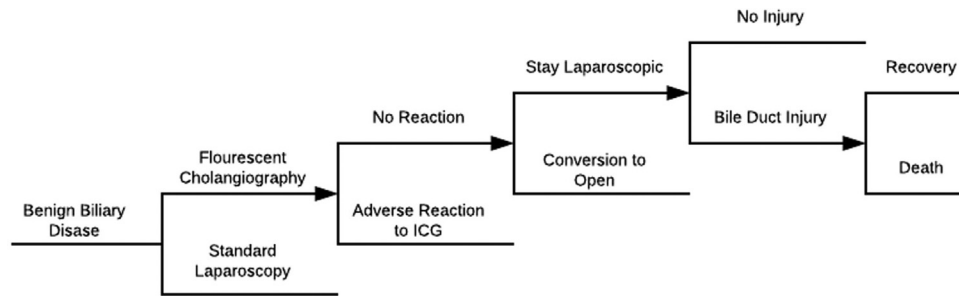 No Injury
Stay Laparoscopic
Recovery
No Reaction
Bile Duct Injury
Flourescent
Cholangiography
Conversion to
Open
Death
Benign Biliary
Disase
Adverse Reaction
to ICG
Standard
Laparoscopy